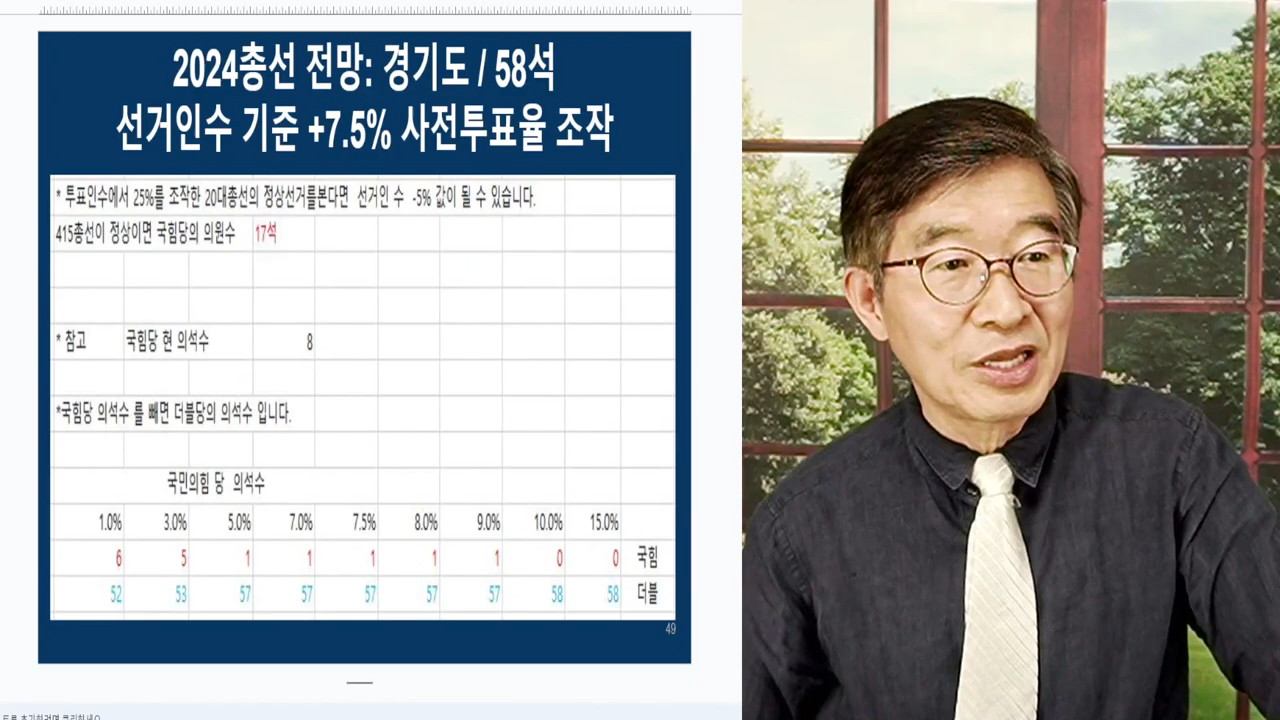 2024총선 전망: 경기도 / 58석
선거인수 기준 +7.5% 사전투표율 조작
* 투표인수에서 25%를 조작한 20대총선의 정상선거를본다면 선거인 수 -5% 값이 될 수 있습니다.
415총선이 정상이면 국힘당의 의원수 17석
* 참고 국힘당 현 의석수 8
*국힘당 의석수 를 빼면 더블당의 의석수 입니다.
국민의힘 당 의석수
1.0% 3.0% 5.0% 7.0% 7.5% 8.0% 9.0% 10.0% 15.0%
6 5 1 1 1 1 1 0 0 국힘
52 53 57 57 57 57 57 58 58 더블
49